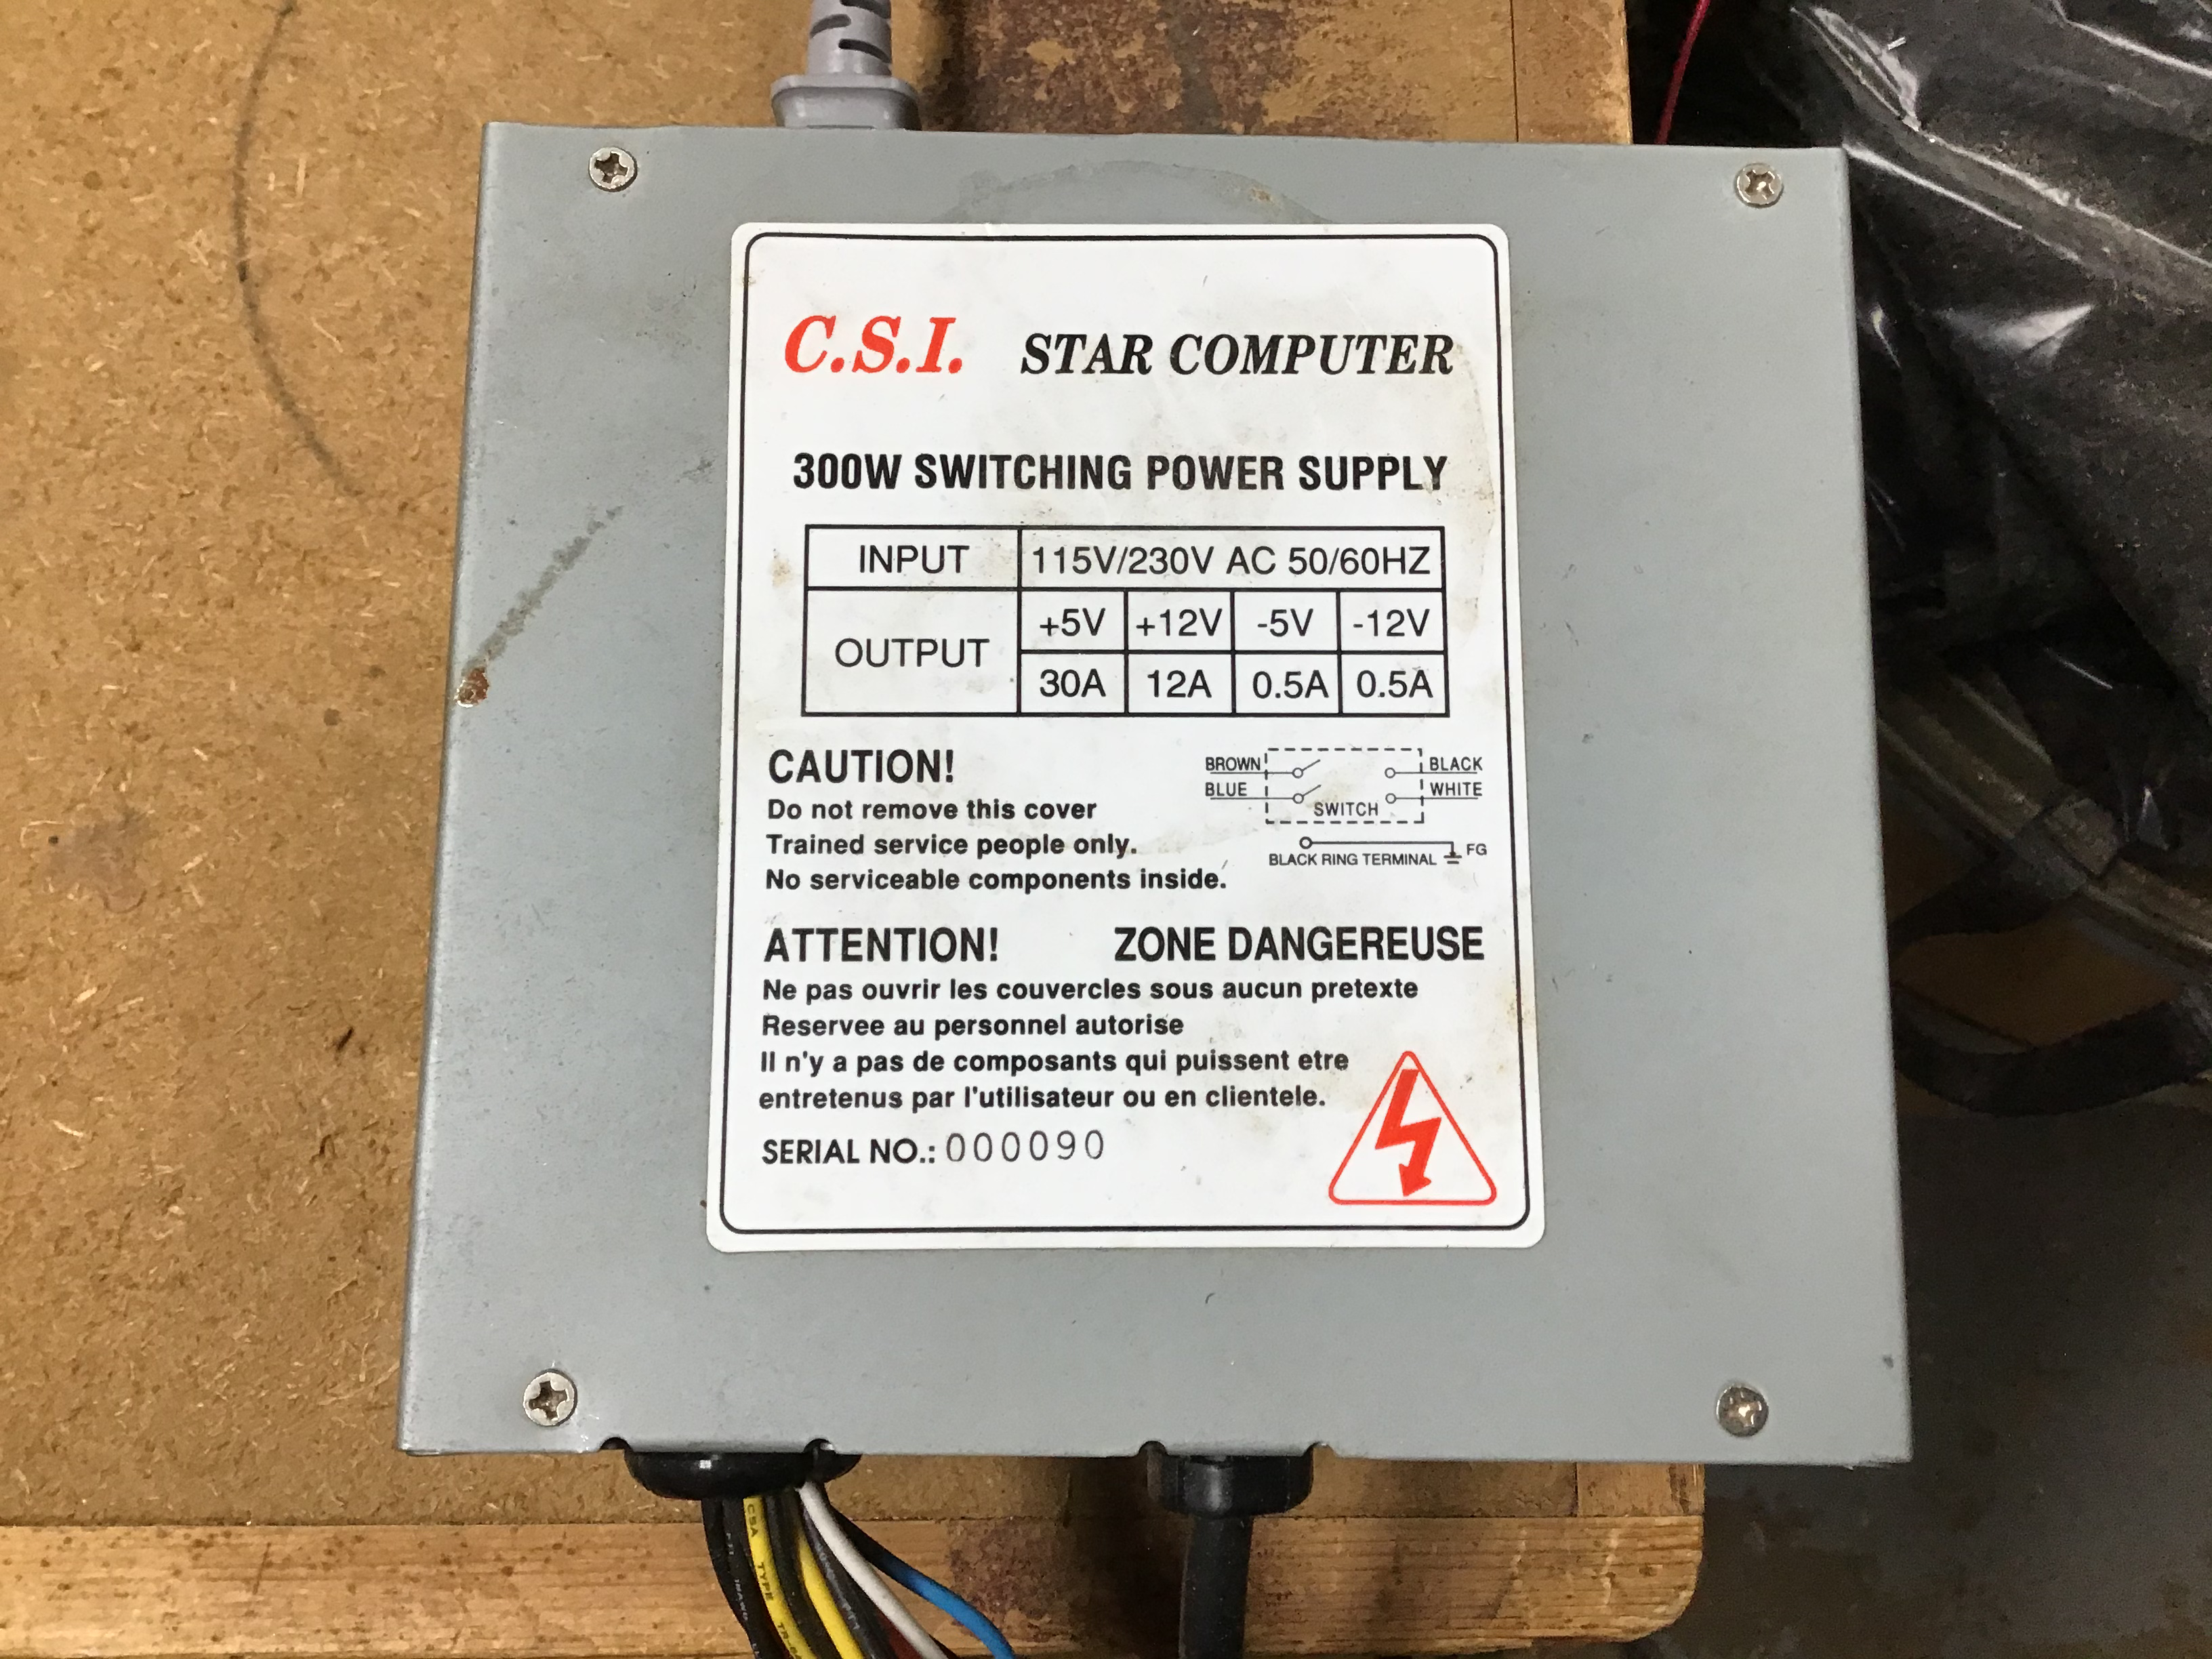 C.S.I. STAR COMPUTER
300W SWITCHING POWER SUPPLY
INPUT 115V/230V AC 50/60HZ
OUTPUT +5V +12V -5V -12V
30A 12A 0.5A 0.5A
CAUTION!
Do not remove this cover
Trained service people only.
No serviceable components inside.
BROWN BLACK
BLUE WHITE
SWITCH
BLACK RING TERMINAL FG
ATTENTION! ZONE DANGEREUSE
Ne pas ouvrir les couvercles sous aucun pretexte
Reservee au personnel autorise
Il n'y a pas de composants qui puissent etre
entretenus par l'utilisateur ou en clientele.
SERIAL NO.: 000090
CSA TYPE